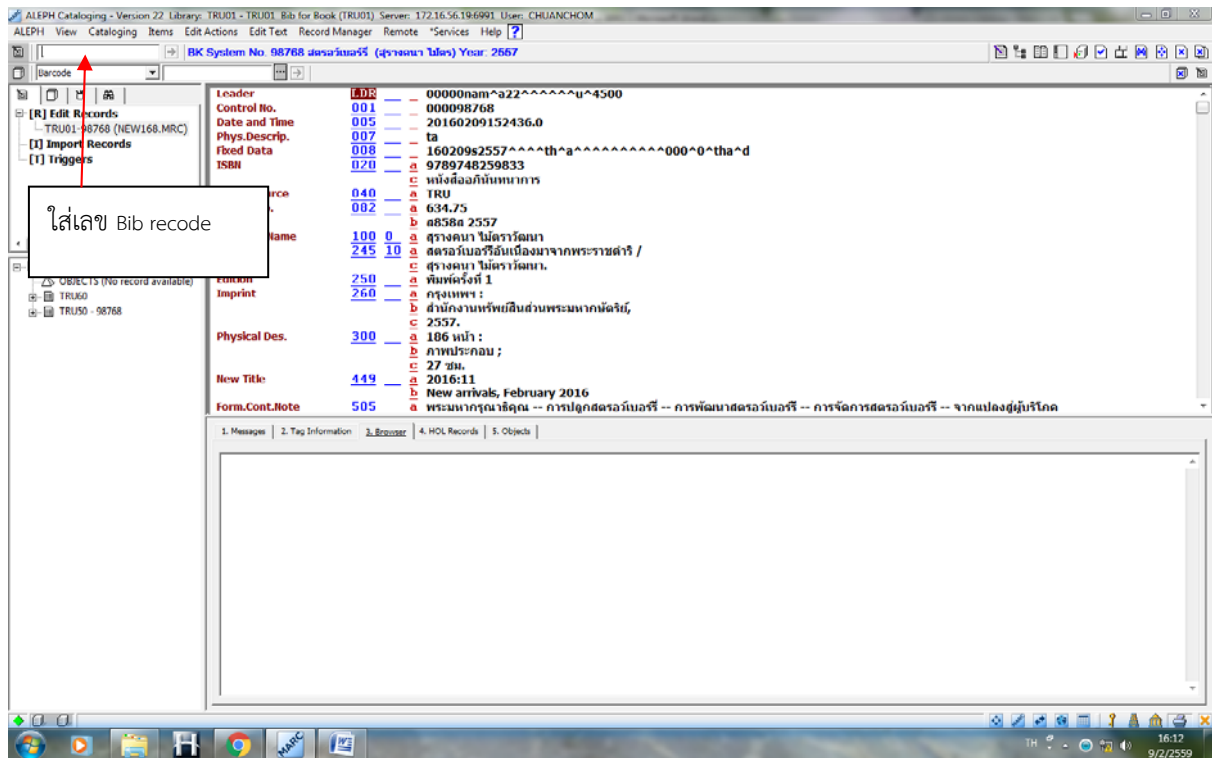 ALEPH Cataloging - Version 22 Library: TRU01 - TRU01 Bib for Book (TRU01) Server: 172.16.56.19:6991 User: CHUANCHOM
ALEPH View Cataloging Items Edit Actions Edit Text Record Manager Remote *Services Help ?
BK System No. 98768 สตรอว์เบอร์รี (สุรางคนา ไม้ตร) Year: 2557
Barcode
[R] Edit Records
TRU01-98768 (NEW168.MRC)
[I] Import Records
[T] Triggers
ใส่เลข Bib recode
OBJECTS (No record available)
TRU60
TRU50 - 98768
Leader LDR 00000nam^a22^^^^^^u^4500
Control No. 001 000098768
Date and Time 005 20160209152436.0
Phys.Descrip. 007 ta
Fixed Data 008 160209s2557^^^^th^a^^^^^^^^^^000^0^tha^d
ISBN 020 a 9789748259833
c หนังสืออภินันทนาการ
rce 040 a TRU
082 a 634.75
b ส858ส 2557
ame 100 0 a สุรางคนา ไม้ตราวัฒนา
245 10 a สตรอว์เบอร์รีอันเนื่องมาจากพระราชดำริ /
c สุรางคนา ไม้ตราวัฒนา.
Edition 250 a พิมพ์ครั้งที่ 1
Imprint 260 a กรุงเทพฯ :
b สำนักงานทรัพย์สินส่วนพระมหากษัตริย์,
c 2557.
Physical Des. 300 a 186 หน้า :
b ภาพประกอบ ;
c 27 ซม.
New Title 449 a 2016:11
b New arrivals, February 2016
Form.Cont.Note 505 a พระมหากรุณาธิคุณ -- การปลูกสตรอว์เบอร์รี -- การพัฒนาสตรอว์เบอร์รี -- การจัดการสตรอว์เบอร์รี -- จากแปลงสู่ผู้บริโภค
1. Messages 2. Tag Information 3. Browser 4. HOL Records 5. Objects
MARC
TH
16:12
9/2/2559